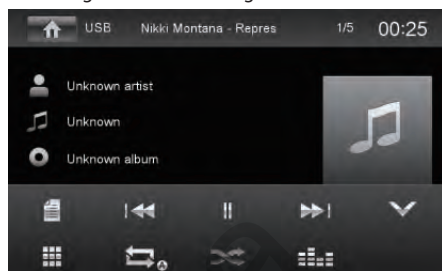 USB Nikki Montana - Repres 1/5 00:25
Unknown artist
Unknown
Unknown album